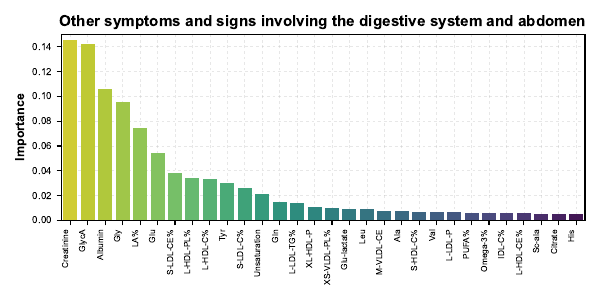 Other symptoms and signs involving the digestive system and abdomen
Importance
0.14
0.12
0.10
0.08
0.06
0.04
0.02
0.00
Creatinine
GlycA
Albumin
Gly
LA%
Glu
S-LDL-CE%
L-HDL-PL%
L-HDL-C%
Tyr
S-LDL-C%
Unsaturation
Gln
L-LDL-TG%
XL-HDL-P
XS-VLDL-PL%
Glu-lactate
Leu
M-VLDL-CE
Ala
S-HDL-C%
Val
L-LDL-P
PUFA%
Omega-3%
IDL-C%
L-HDL-CE%
Sc-ala
Citrate
His